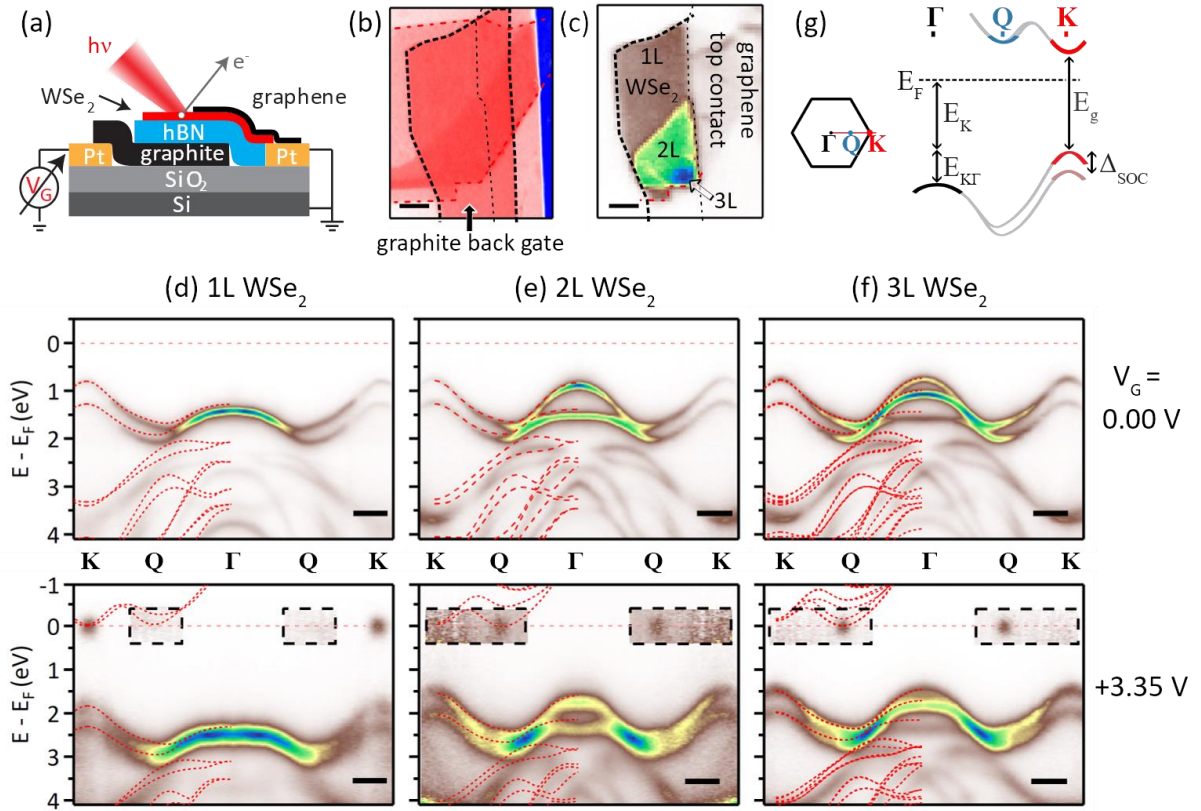 (a)
hν
e⁻
WSe₂
graphene
hBN
Pt
graphite
Pt
V_G
SiO₂
Si
(b)
graphite back gate
(c)
1L
WSe₂
graphene
top contact
2L
3L
(g)
Γ
Q
K
E_F
E_K
E_g
E_KΓ
Δ_SOC
Γ
Q
K
(d) 1L WSe₂
(e) 2L WSe₂
(f) 3L WSe₂
E - E_F (eV)
0
1
2
3
4
V_G =
0.00 V
K Q Γ Q K
K Q Γ Q K
K Q Γ Q K
E - E_F (eV)
-1
0
1
2
3
4
+3.35 V